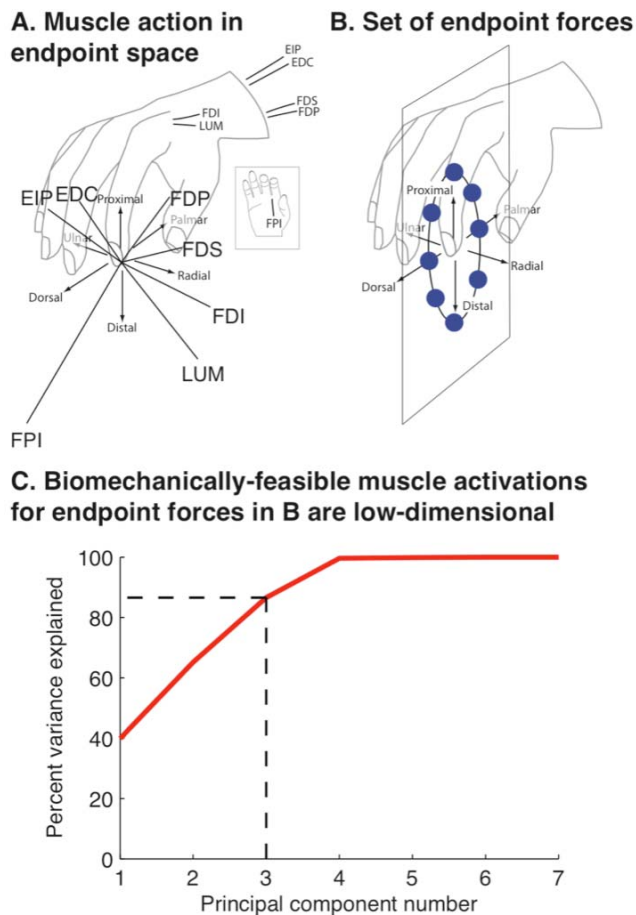 A. Muscle action in
endpoint space
EIP
EDC
FDS
FDP
FDI
LUM
EIP
EDC
Proximal
FDP
Palmar
Ulnar
FDS
Radial
Dorsal
Distal
FDI
LUM
FPI
FPI
B. Set of endpoint forces
Proximal
Palmar
Ulnar
Radial
Dorsal
Distal
C. Biomechanically-feasible muscle activations
for endpoint forces in B are low-dimensional
Percent variance explained
100
80
60
40
20
0
1 2 3 4 5 6 7
Principal component number